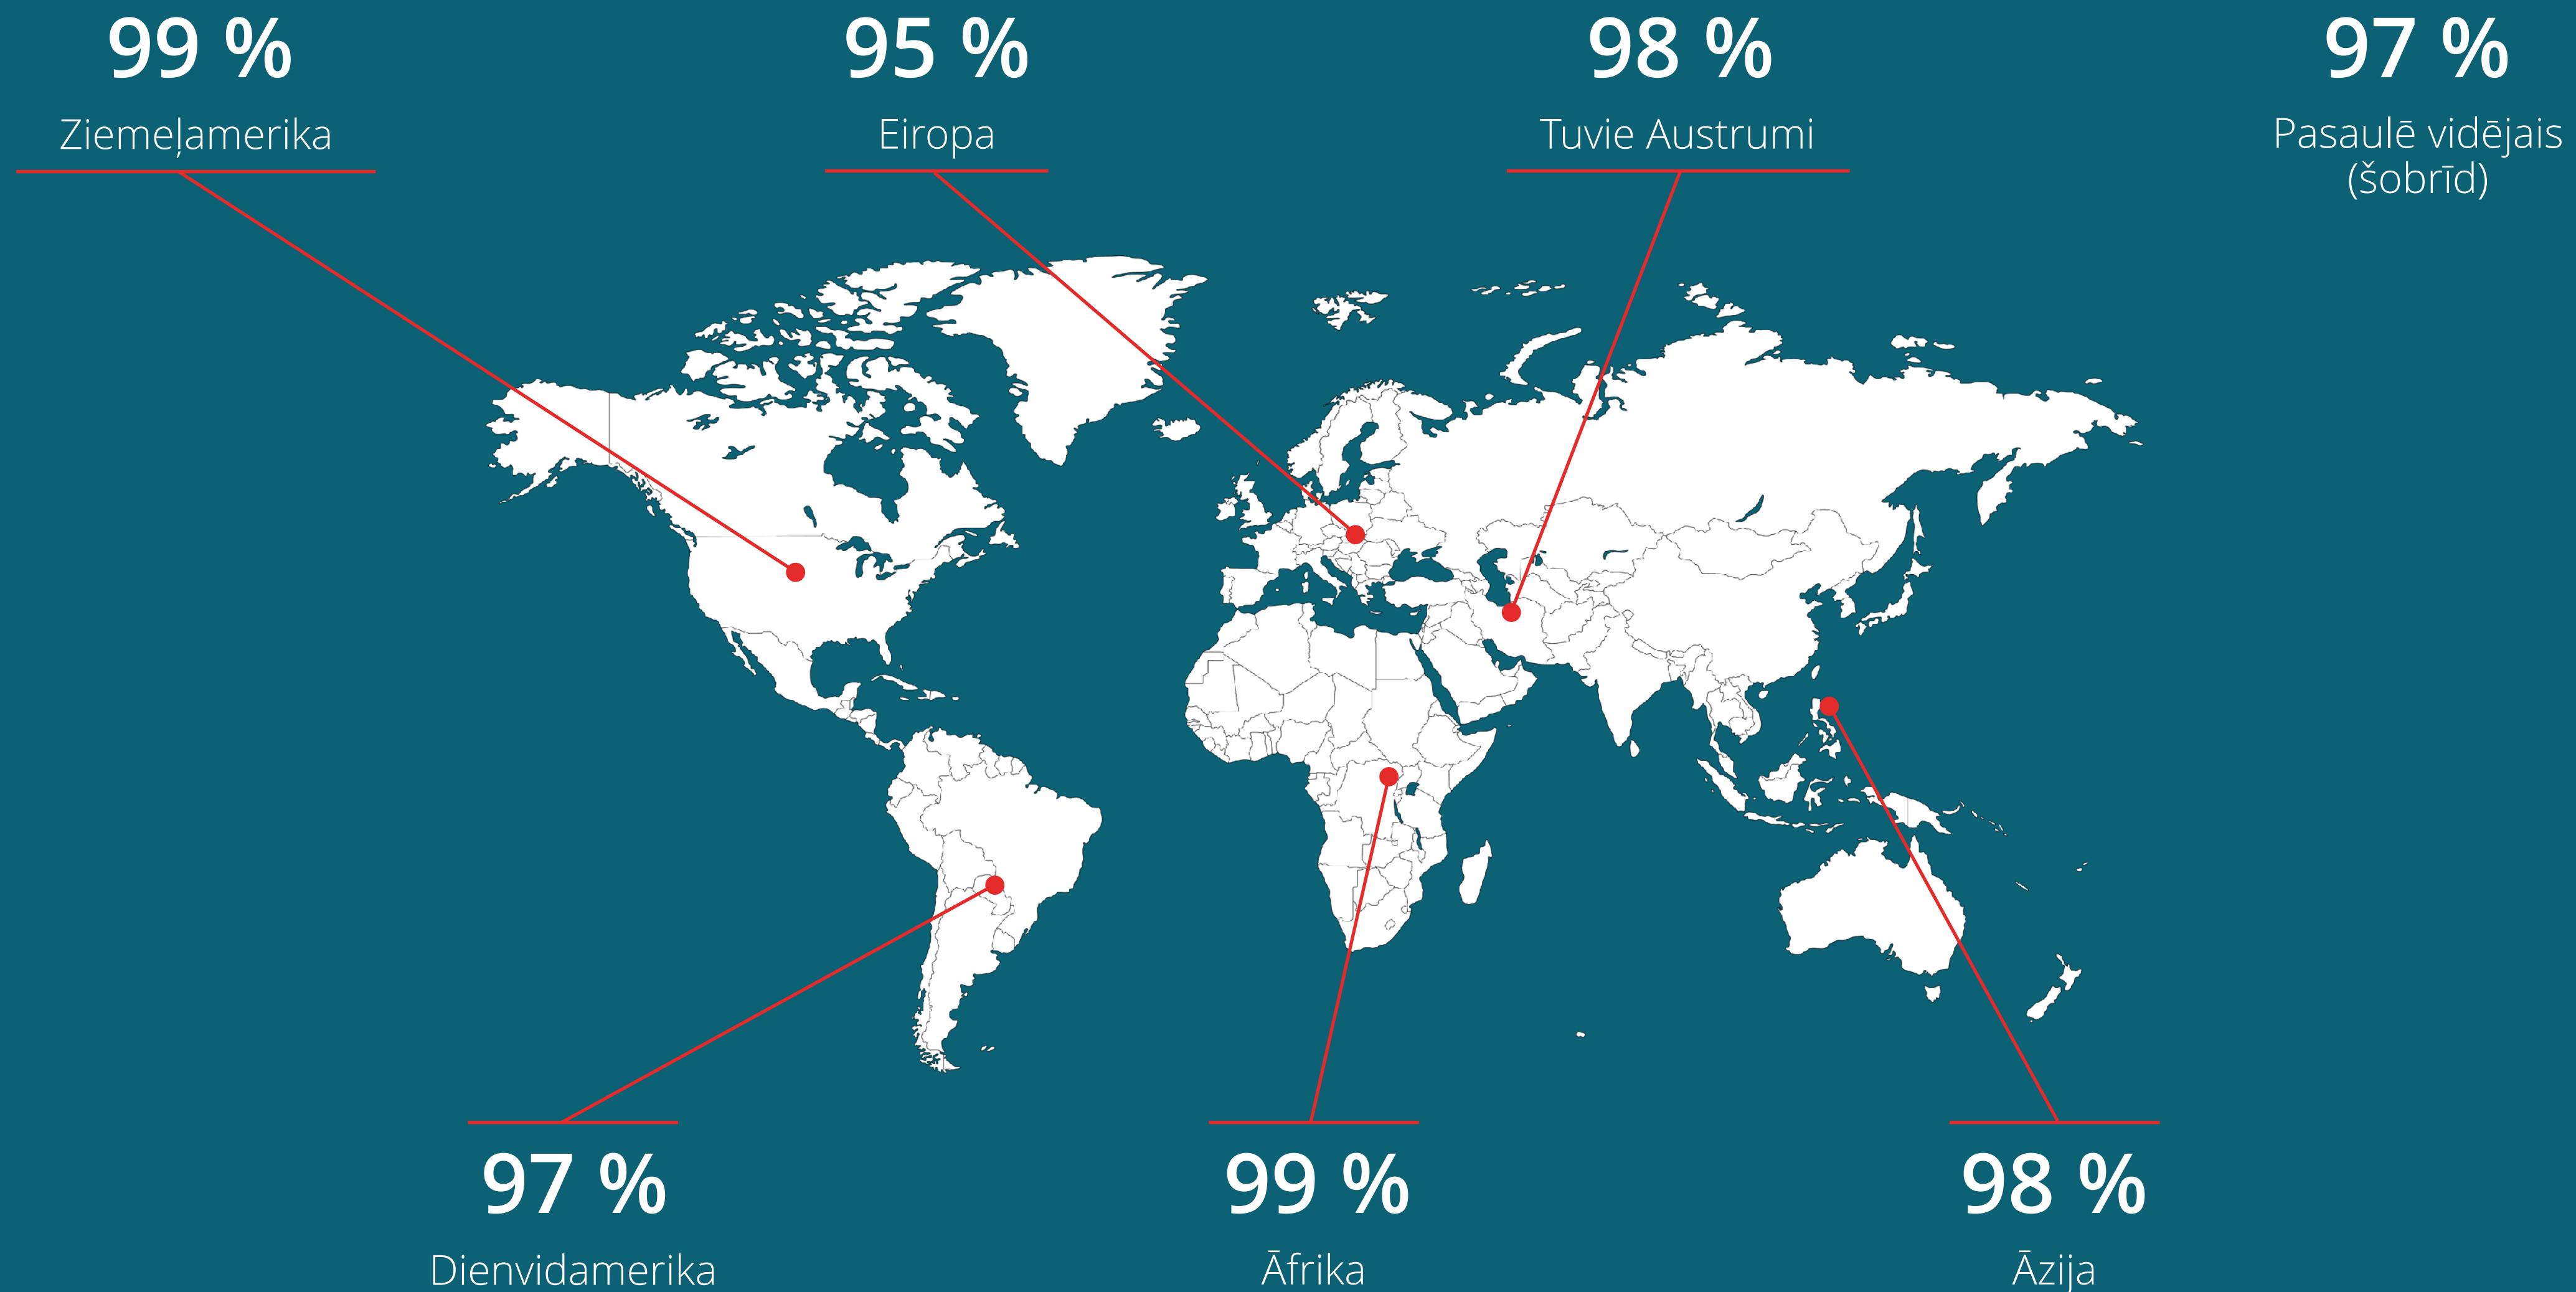 99 %
Ziemeļamerika
95 %
Eiropa
98 %
Tuvie Austrumi
97 %
Pasaulē vidējais
(šobrīd)
97 %
Dienvidamerika
99 %
Āfrika
98 %
Āzija